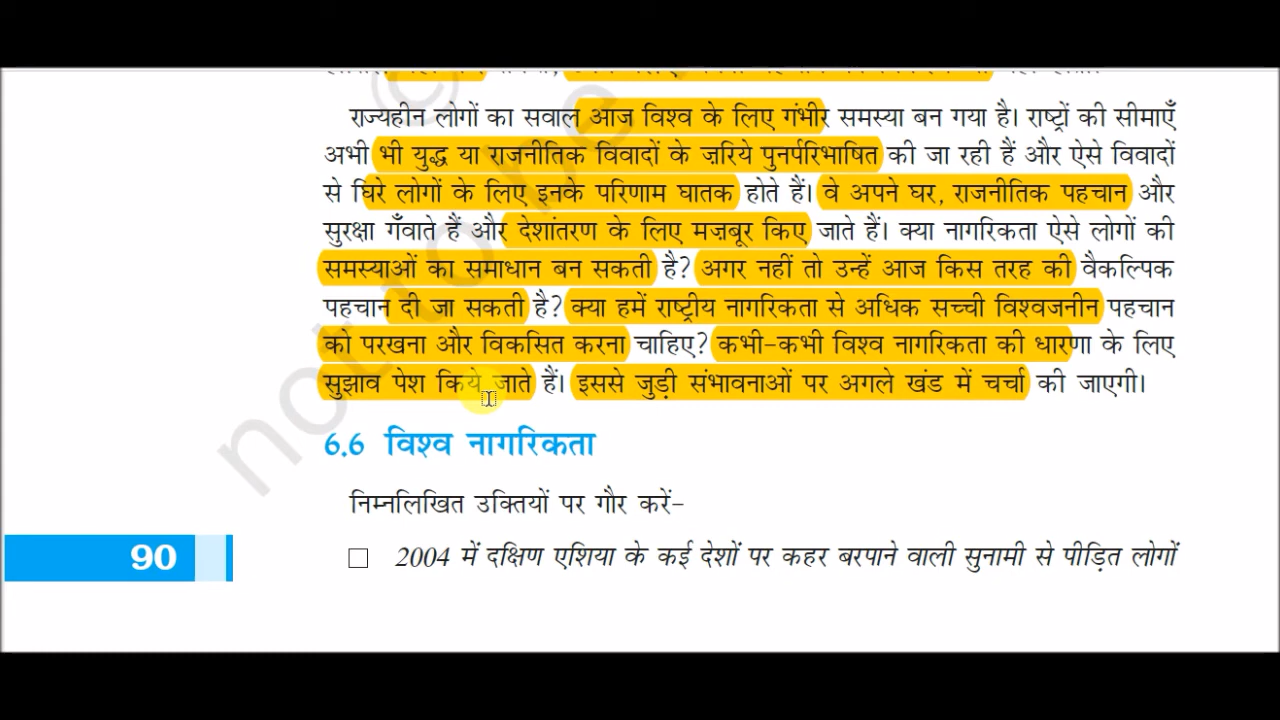 राज्यहीन लोगों का सवाल आज विश्व के लिए गंभीर समस्या बन गया है। राष्ट्रों की सीमाएँ
अभी भी युद्ध या राजनीतिक विवादों के ज़रिये पुनर्परिभाषित की जा रही हैं और ऐसे विवादों
से घिरे लोगों के लिए इनके परिणाम घातक होते हैं। वे अपने घर, राजनीतिक पहचान और
सुरक्षा गँवाते हैं और देशांतरण के लिए मज़बूर किए जाते हैं। क्या नागरिकता ऐसे लोगों की
समस्याओं का समाधान बन सकती है? अगर नहीं तो उन्हें आज किस तरह की वैकल्पिक
पहचान दी जा सकती है? क्या हमें राष्ट्रीय नागरिकता से अधिक सच्ची विश्वजनीन पहचान
को परखना और विकसित करना चाहिए? कभी-कभी विश्व नागरिकता की धारणा के लिए
सुझाव पेश किये जाते हैं। इससे जुड़ी संभावनाओं पर अगले खंड में चर्चा की जाएगी।
6.6 विश्व नागरिकता
निम्नलिखित उक्तियों पर गौर करें-
90
2004 में दक्षिण एशिया के कई देशों पर कहर बरपाने वाली सुनामी से पीड़ित लोगों
©
not to be